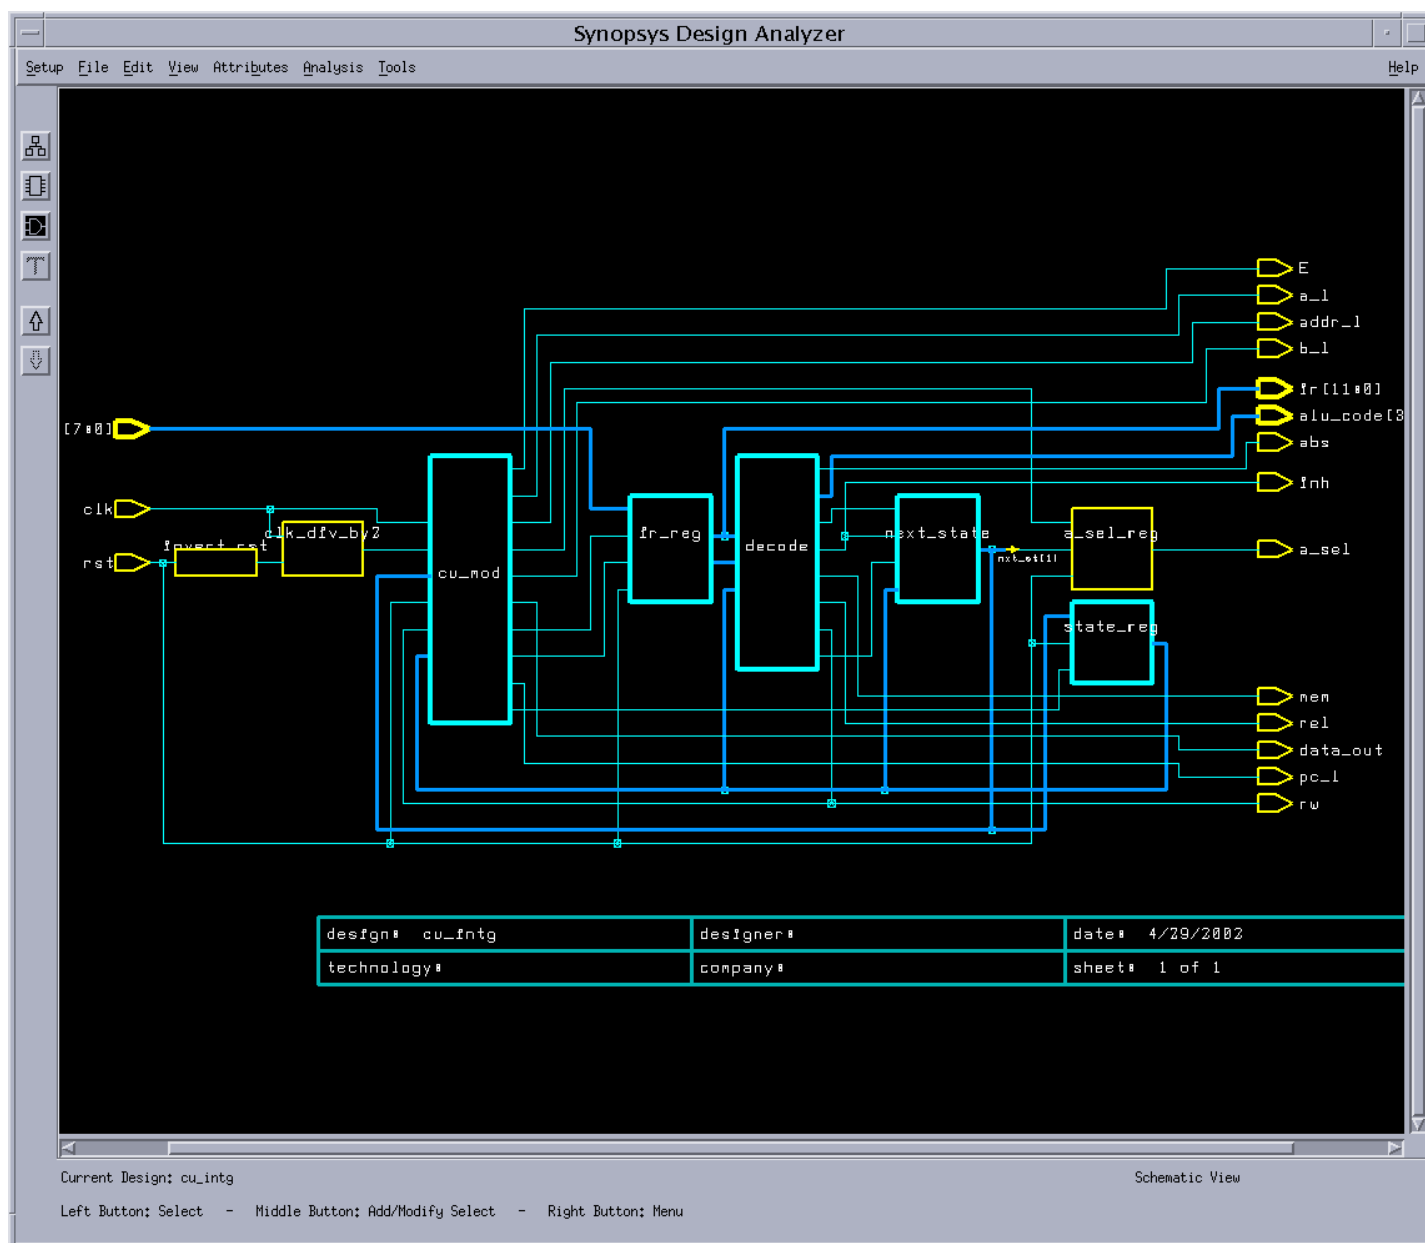 Synopsys Design Analyzer
Setup File Edit View Attributes Analysis Tools Help
E
a_l
addr_l
b_l
ir[11:0]
[7:0]
alu_code[3
abs
inh
clk
clk_div_by2
invert_rst
rst
cu_mod
ir_reg
decode
next_state
nxt_st[1]
a_sel_reg
a_sel
state_reg
mem
rel
data_out
pc_l
rw
design: cu_intg designer: date: 4/29/2002
technology: company: sheet: 1 of 1
Current Design: cu_intg Schematic View
Left Button: Select - Middle Button: Add/Modify Select - Right Button: Menu